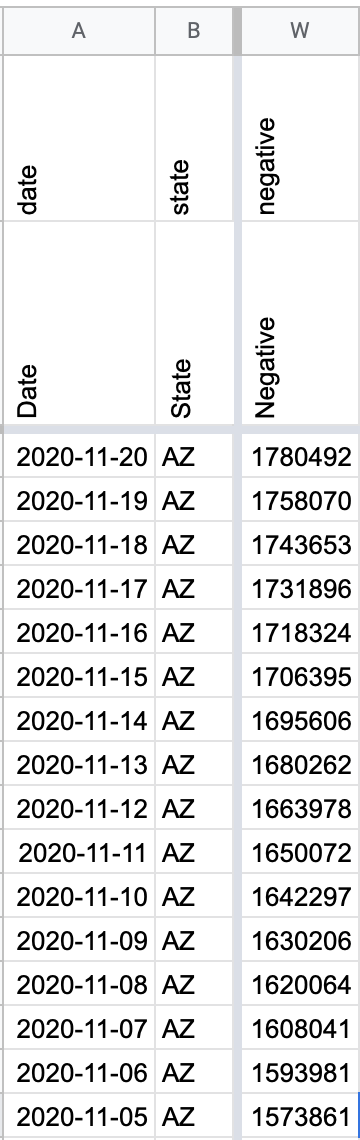 A B W
date state negative
Date State Negative
2020-11-20 AZ 1780492
2020-11-19 AZ 1758070
2020-11-18 AZ 1743653
2020-11-17 AZ 1731896
2020-11-16 AZ 1718324
2020-11-15 AZ 1706395
2020-11-14 AZ 1695606
2020-11-13 AZ 1680262
2020-11-12 AZ 1663978
2020-11-11 AZ 1650072
2020-11-10 AZ 1642297
2020-11-09 AZ 1630206
2020-11-08 AZ 1620064
2020-11-07 AZ 1608041
2020-11-06 AZ 1593981
2020-11-05 AZ 1573861